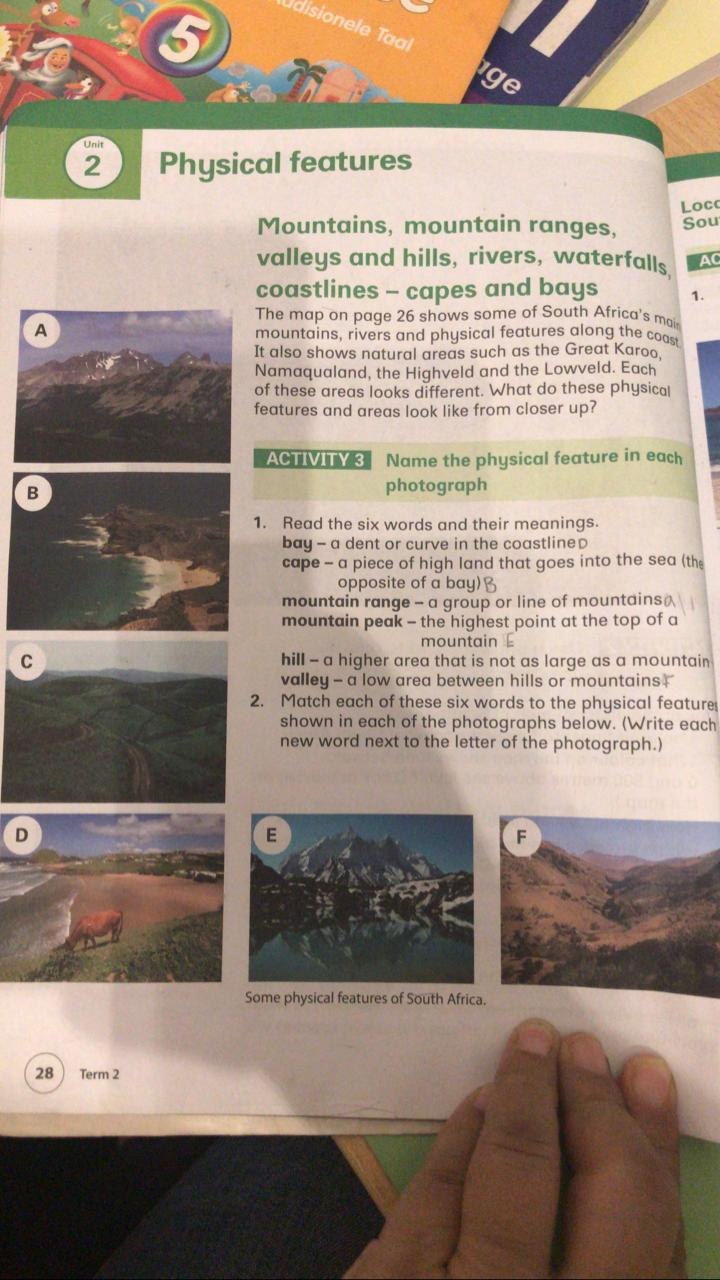 5
udisionele Taal
age
Unit
2
Physical features
Mountains, mountain ranges,
valleys and hills, rivers, waterfalls,
coastlines – capes and bays
The map on page 26 shows some of South Africa's main
mountains, rivers and physical features along the coast.
It also shows natural areas such as the Great Karoo,
Namaqualand, the Highveld and the Lowveld. Each
of these areas looks different. What do these physical
features and areas look like from closer up?
ACTIVITY 3 Name the physical feature in each
photograph
1. Read the six words and their meanings.
bay – a dent or curve in the coastline D
cape – a piece of high land that goes into the sea (the
opposite of a bay) B
mountain range – a group or line of mountains a
mountain peak – the highest point at the top of a
mountain E
hill – a higher area that is not as large as a mountain
valley – a low area between hills or mountains F
2. Match each of these six words to the physical features
shown in each of the photographs below. (Write each
new word next to the letter of the photograph.)
A
B
C
D
E
F
Some physical features of South Africa.
28 Term 2
Loc
Sou
AC
1.